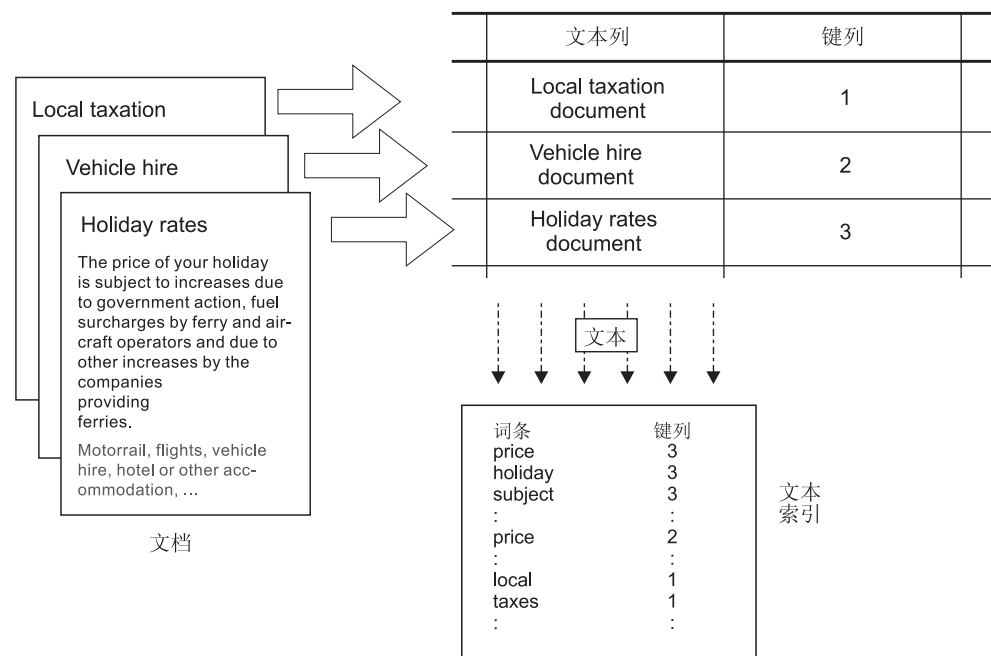 Local taxation
Vehicle hire
Holiday rates
The price of your holiday
is subject to increases due
to government action, fuel
surcharges by ferry and air-
craft operators and due to
other increases by the
companies
providing
ferries.
Motorrail, flights, vehicle
hire, hotel or other acc-
ommodation, ...
文档
文本列 键列
Local taxation
document 1
Vehicle hire
document 2
Holiday rates
document 3
文本
词条 键列
price 3
holiday 3
subject 3
: :
price 2
: :
local 1
taxes 1
: :
文本
索引